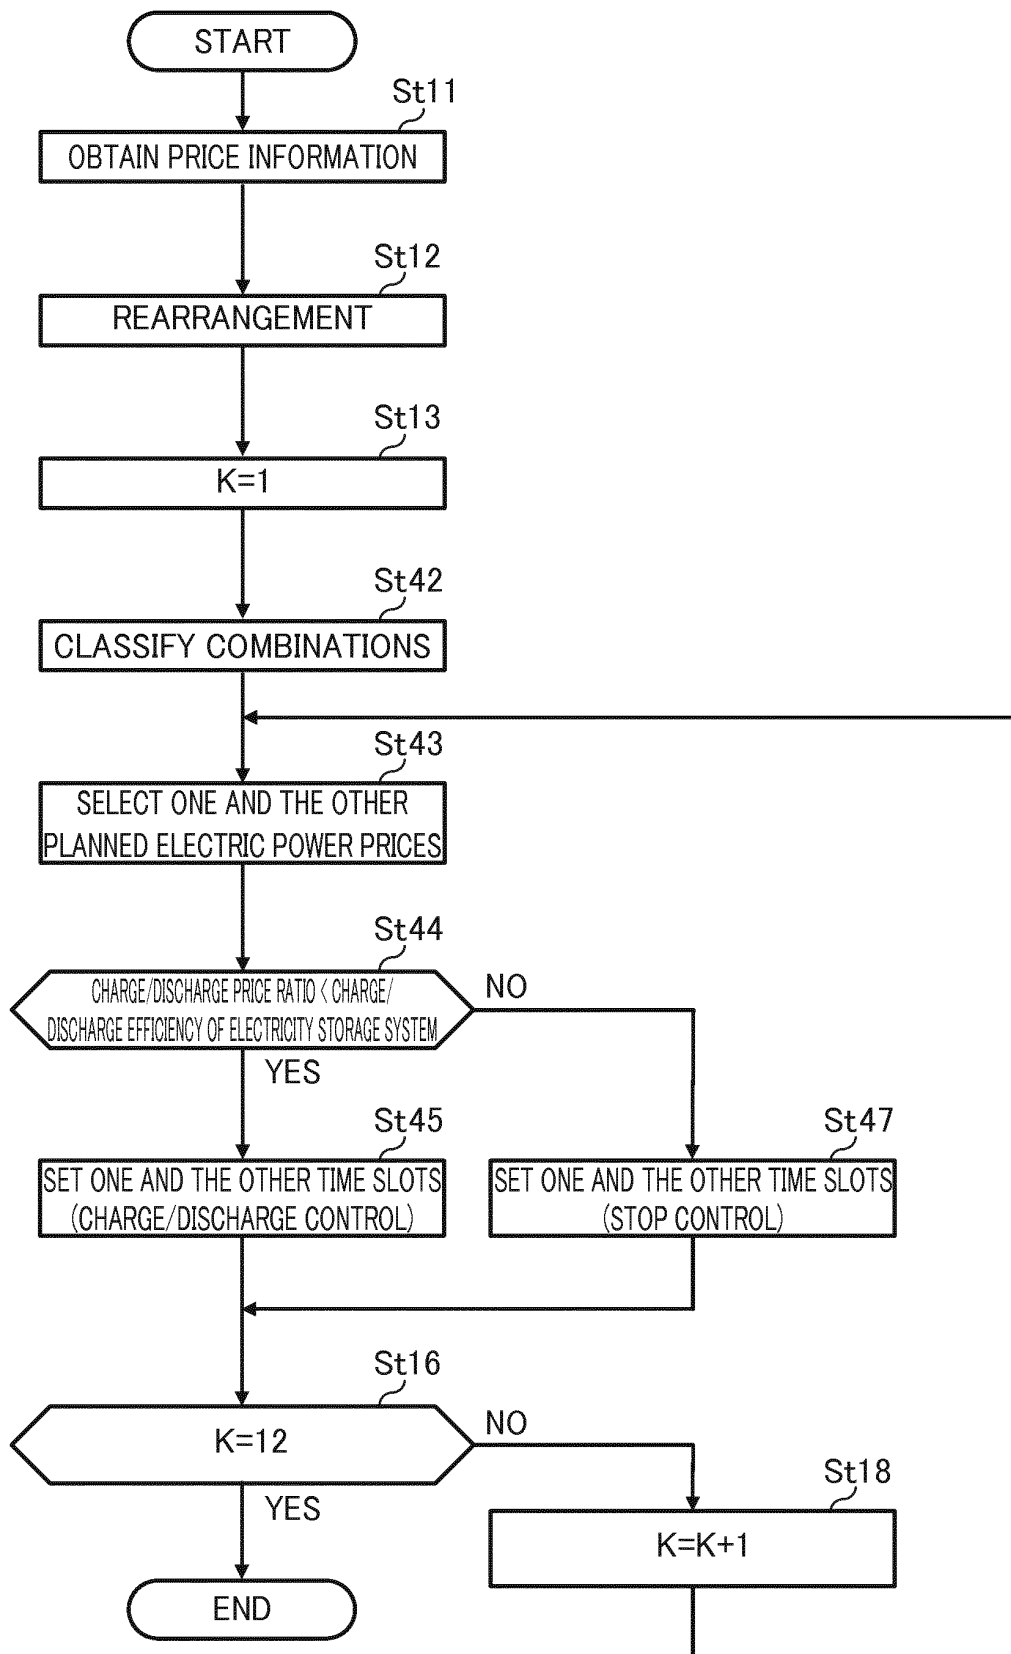 START
St11
OBTAIN PRICE INFORMATION
St12
REARRANGEMENT
St13
K=1
St42
CLASSIFY COMBINATIONS
St43
SELECT ONE AND THE OTHER
PLANNED ELECTRIC POWER PRICES
St44
CHARGE/DISCHARGE PRICE RATIO < CHARGE/
DISCHARGE EFFICIENCY OF ELECTRICITY STORAGE SYSTEM
NO
YES
St45
SET ONE AND THE OTHER TIME SLOTS
(CHARGE/DISCHARGE CONTROL)
St47
SET ONE AND THE OTHER TIME SLOTS
(STOP CONTROL)
St16
K=12
NO
YES
St18
K=K+1
END